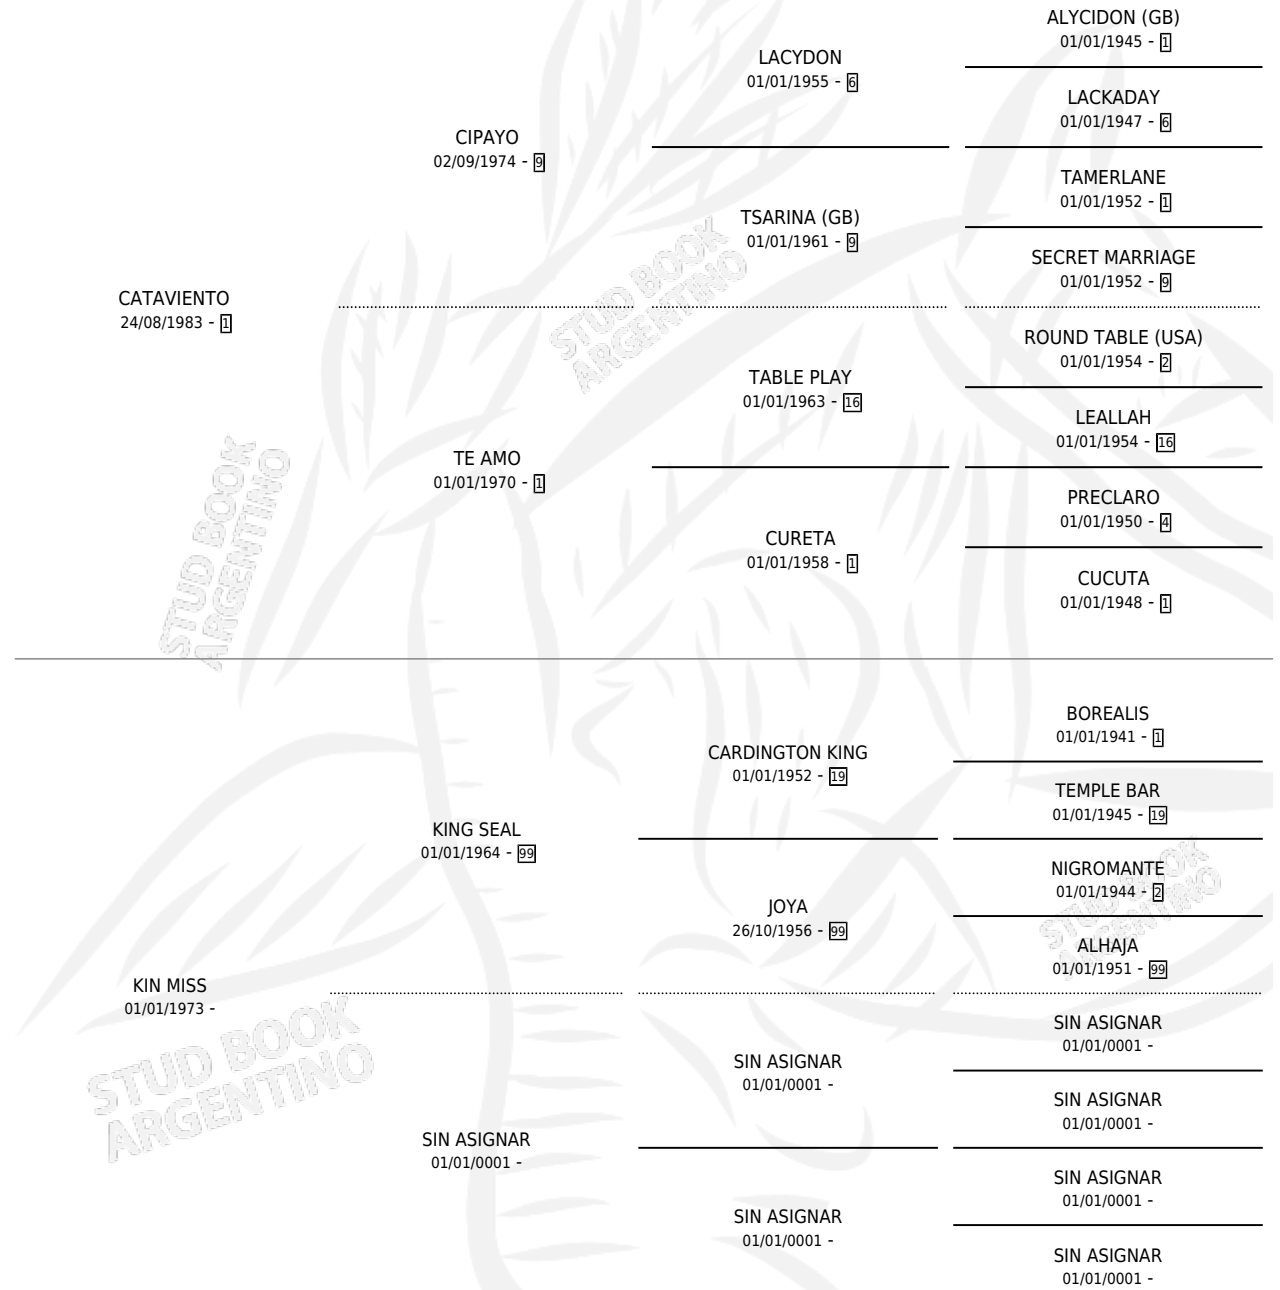 ALYCIDON (GB)
01/01/1945 - 1
LACYDON
01/01/1955 - 6
LACKADAY
01/01/1947 - 6
CIPAYO
02/09/1974 - 9
TAMERLANE
01/01/1952 - 1
TSARINA (GB)
01/01/1961 - 9
SECRET MARRIAGE
01/01/1952 - 9
CATAVIENTO
24/08/1983 - 1
ROUND TABLE (USA)
01/01/1954 - 2
TABLE PLAY
01/01/1963 - 16
LEALLAH
01/01/1954 - 16
TE AMO
01/01/1970 - 1
PRECLARO
01/01/1950 - 4
CURETA
01/01/1958 - 1
CUCUTA
01/01/1948 - 1
BOREALIS
01/01/1941 - 1
CARDINGTON KING
01/01/1952 - 19
TEMPLE BAR
01/01/1945 - 19
KING SEAL
01/01/1964 - 99
NIGROMANTE
01/01/1944 - 2
JOYA
26/10/1956 - 99
ALHAJA
01/01/1951 - 99
KIN MISS
01/01/1973 -
SIN ASIGNAR
01/01/0001 -
SIN ASIGNAR
01/01/0001 -
SIN ASIGNAR
01/01/0001 -
SIN ASIGNAR
01/01/0001 -
SIN ASIGNAR
01/01/0001 -
SIN ASIGNAR
01/01/0001 -
SIN ASIGNAR
01/01/0001 -
STUD BOOK
ARGENTINO
STUD BOOK
ARGENTINO
STUD BOOK
ARGENTINO
STUD BOOK
ARGENTINO